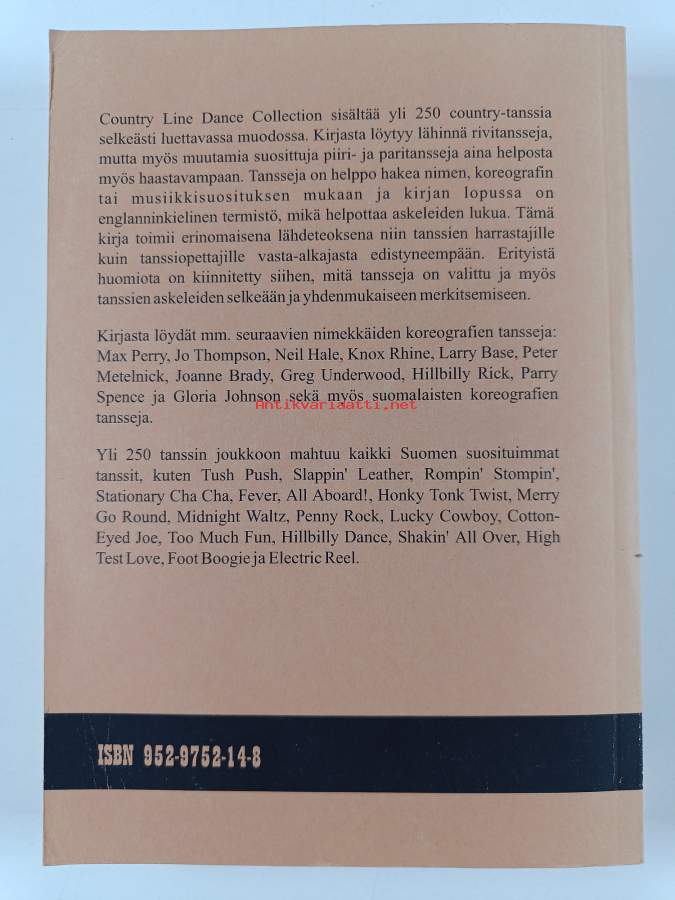 Country Line Dance Collection sisältää yli 250 country-tanssia
selkeästi luettavassa muodossa. Kirjasta löytyy lähinnä rivitansseja,
mutta myös muutamia suosittuja piiri- ja paritansseja aina helposta
myös haastavampaan. Tansseja on helppo hakea nimen, koreografin
tai musiikkisuosituksen mukaan ja kirjan lopussa on
englanninkielinen termistö, mikä helpottaa askeleiden lukua. Tämä
kirja toimii erinomaisena lähdeteoksena niin tanssien harrastajille
kuin tanssiopettajille vasta-alkajasta edistyneempään. Erityistä
huomiota on kiinnitetty siihen, mitä tansseja on valittu ja myös
tanssien askeleiden selkeään ja yhdenmukaiseen merkitsemiseen.
Kirjasta löydät mm. seuraavien nimekkäiden koreografien tansseja:
Max Perry, Jo Thompson, Neil Hale, Knox Rhine, Larry Base, Peter
Metelnick, Joanne Brady, Greg Underwood, Hillbilly Rick, Parry
Spence ja Gloria Johnson sekä myös suomalaisten koreografien
Antikvariaatti.net
tansseja.
Yli 250 tanssin joukkoon mahtuu kaikki Suomen suosituimmat
tanssit, kuten Tush Push, Slappin' Leather, Rompin' Stompin',
Stationary Cha Cha, Fever, All Aboard!, Honky Tonk Twist, Merry
Go Round, Midnight Waltz, Penny Rock, Lucky Cowboy, Cotton-
Eyed Joe, Too Much Fun, Hillbilly Dance, Shakin' All Over, High
Test Love, Foot Boogie ja Electric Reel.
ISBN 952-9752-14-8